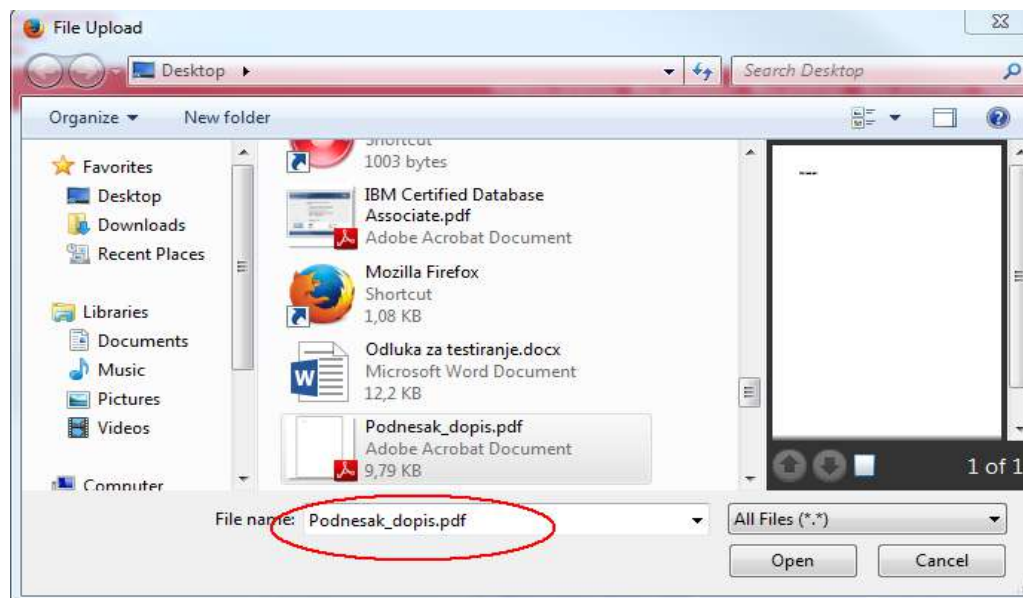 File Upload
Desktop
Search Desktop
Organize
New folder
Favorites
Desktop
Downloads
Recent Places
Libraries
Documents
Music
Pictures
Videos
Computer
Shortcut
1003 bytes
IBM Certified Database
Associate.pdf
Adobe Acrobat Document
Mozilla Firefox
Shortcut
1,08 KB
Odluka za testiranje.docx
Microsoft Word Document
12,2 KB
Podnesak_dopis.pdf
Adobe Acrobat Document
9,79 KB
1 of 1
File name: Podnesak_dopis.pdf
All Files (*.*)
Open
Cancel